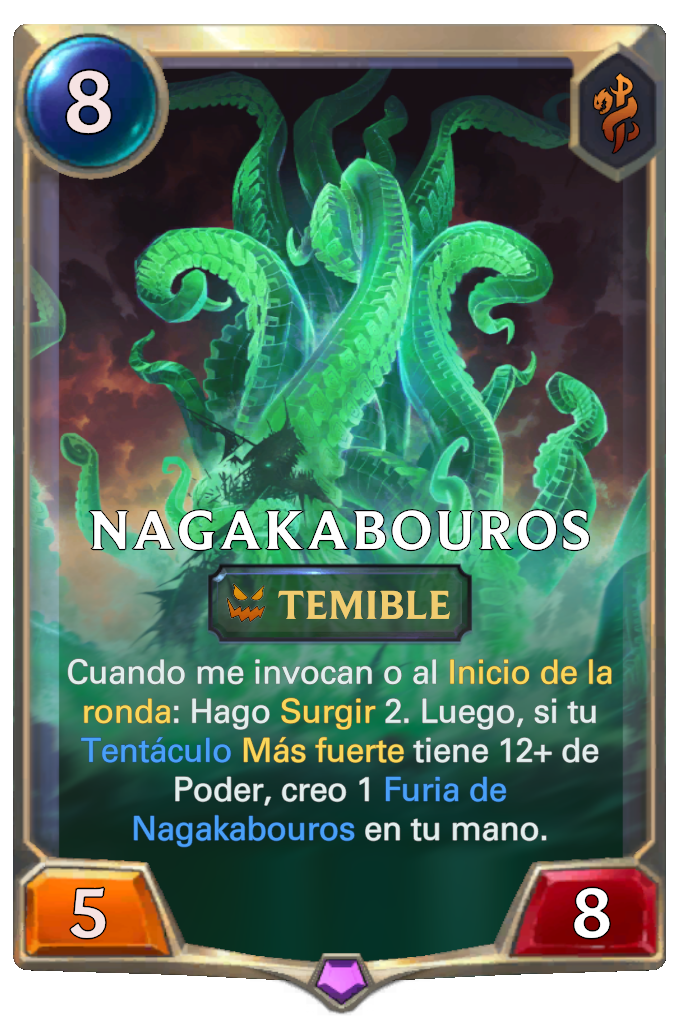 8
NAGAKABOUROS
TEMIBLE
Cuando me invocan o al Inicio de la
ronda: Hago Surgir 2. Luego, si tu
Tentáculo Más fuerte tiene 12+ de
Poder, creo 1 Furia de
Nagakabouros en tu mano.
5
8